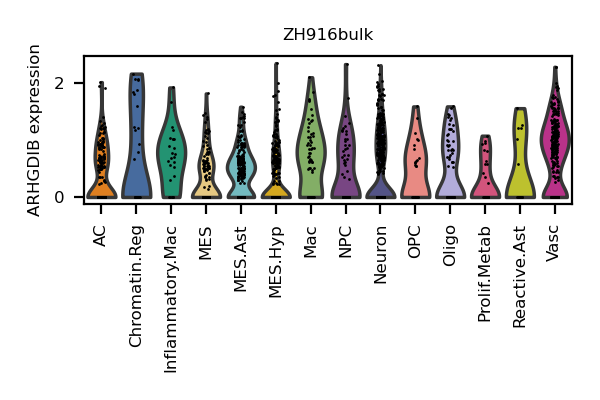 ZH916bulk
ARHGDIB expression
2
0
AC
Chromatin.Reg
Inflammatory.Mac
MES
MES.Ast
MES.Hyp
Mac
NPC
Neuron
OPC
Oligo
Prolif.Metab
Reactive.Ast
Vasc